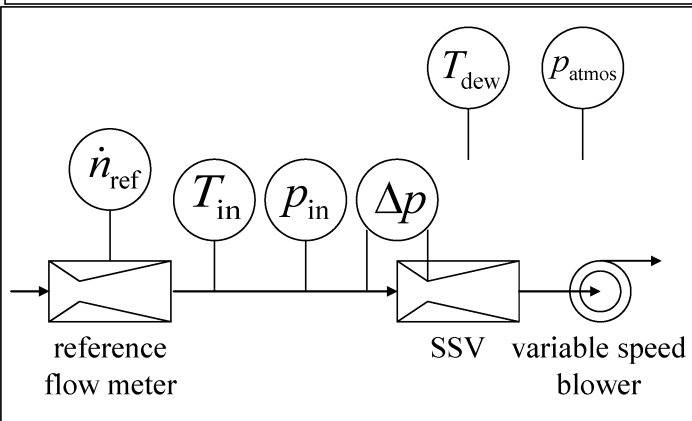 T_dew
p_atmos
ṅ_ref
T_in
p_in
Δp
reference
flow meter
SSV
variable speed
blower